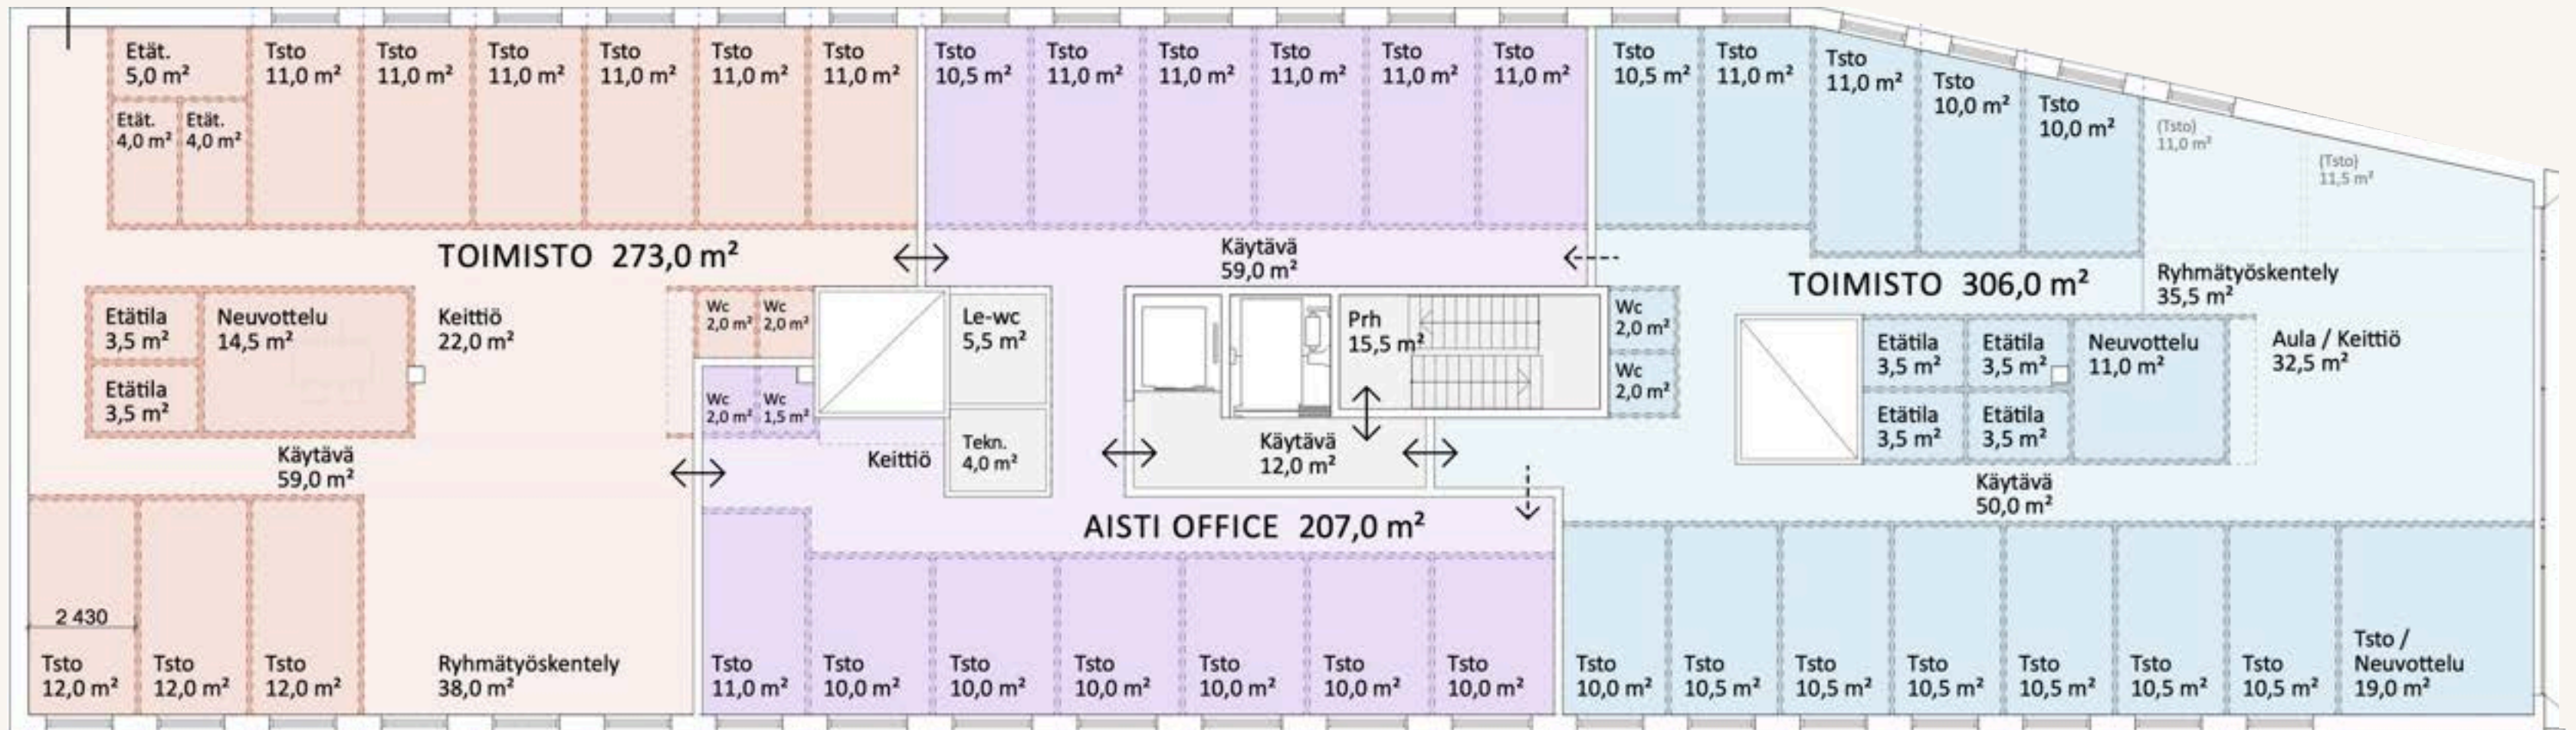 Etät.
5,0 m²
Tsto
11,0 m²
Tsto
11,0 m²
Tsto
11,0 m²
Tsto
11,0 m²
Tsto
11,0 m²
Tsto
11,0 m²
Tsto
10,5 m²
Tsto
11,0 m²
Tsto
11,0 m²
Tsto
11,0 m²
Tsto
11,0 m²
Tsto
11,0 m²
Tsto
10,5 m²
Tsto
11,0 m²
Tsto
11,0 m²
Tsto
10,0 m²
Tsto
10,0 m²
(Tsto)
11,0 m²
(Tsto)
11,5 m²
Etät.
4,0 m²
Etät.
4,0 m²
TOIMISTO 273,0 m²
Käytävä
59,0 m²
TOIMISTO 306,0 m²
Ryhmätyöskentely
35,5 m²
Etätila
3,5 m²
Neuvottelu
14,5 m²
Keittiö
22,0 m²
Wc
2,0 m²
Wc
2,0 m²
Le-wc
5,5 m²
Prh
15,5 m²
Wc
2,0 m²
Etätila
3,5 m²
Etätila
3,5 m²
Neuvottelu
11,0 m²
Aula / Keittiö
32,5 m²
Etätila
3,5 m²
Wc
2,0 m²
Wc
1,5 m²
Wc
2,0 m²
Etätila
3,5 m²
Etätila
3,5 m²
Käytävä
59,0 m²
Keittiö
Tekn.
4,0 m²
Käytävä
12,0 m²
Käytävä
50,0 m²
AISTI OFFICE 207,0 m²
2 430
Tsto
12,0 m²
Tsto
12,0 m²
Tsto
12,0 m²
Ryhmätyöskentely
38,0 m²
Tsto
11,0 m²
Tsto
10,0 m²
Tsto
10,0 m²
Tsto
10,0 m²
Tsto
10,0 m²
Tsto
10,0 m²
Tsto
10,0 m²
Tsto
10,0 m²
Tsto
10,5 m²
Tsto
10,5 m²
Tsto
10,5 m²
Tsto
10,5 m²
Tsto
10,5 m²
Tsto
10,5 m²
Tsto /
Neuvottelu
19,0 m²